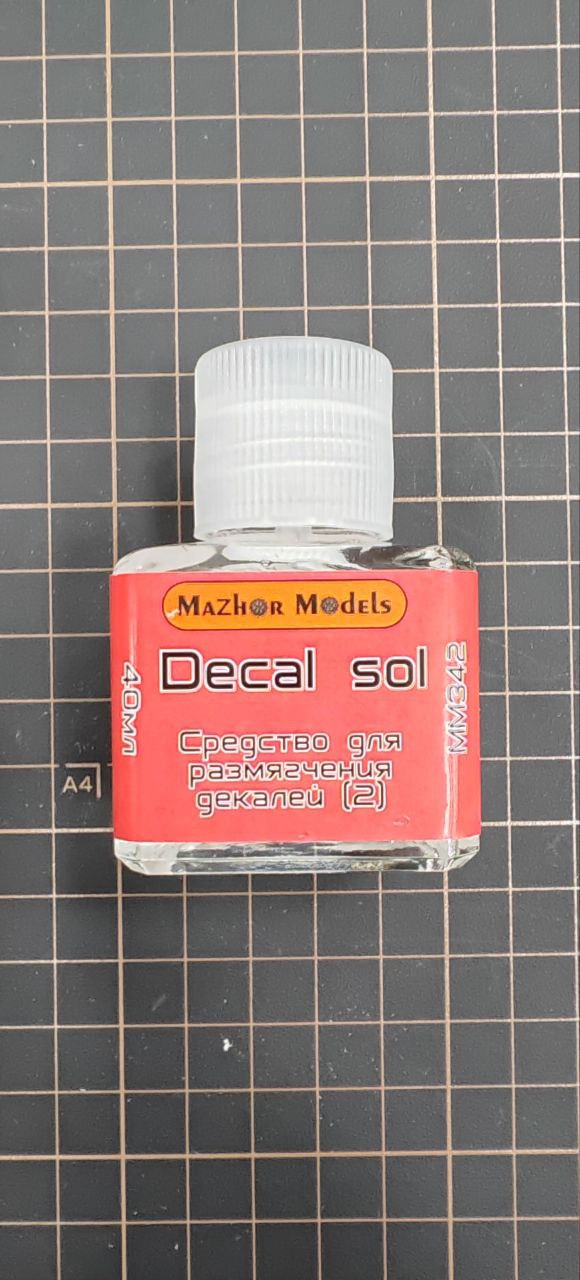 MAZHOR MODELS
Decal sol
Средство для
размягчения
декалей (2)
40мл
MM342
A4